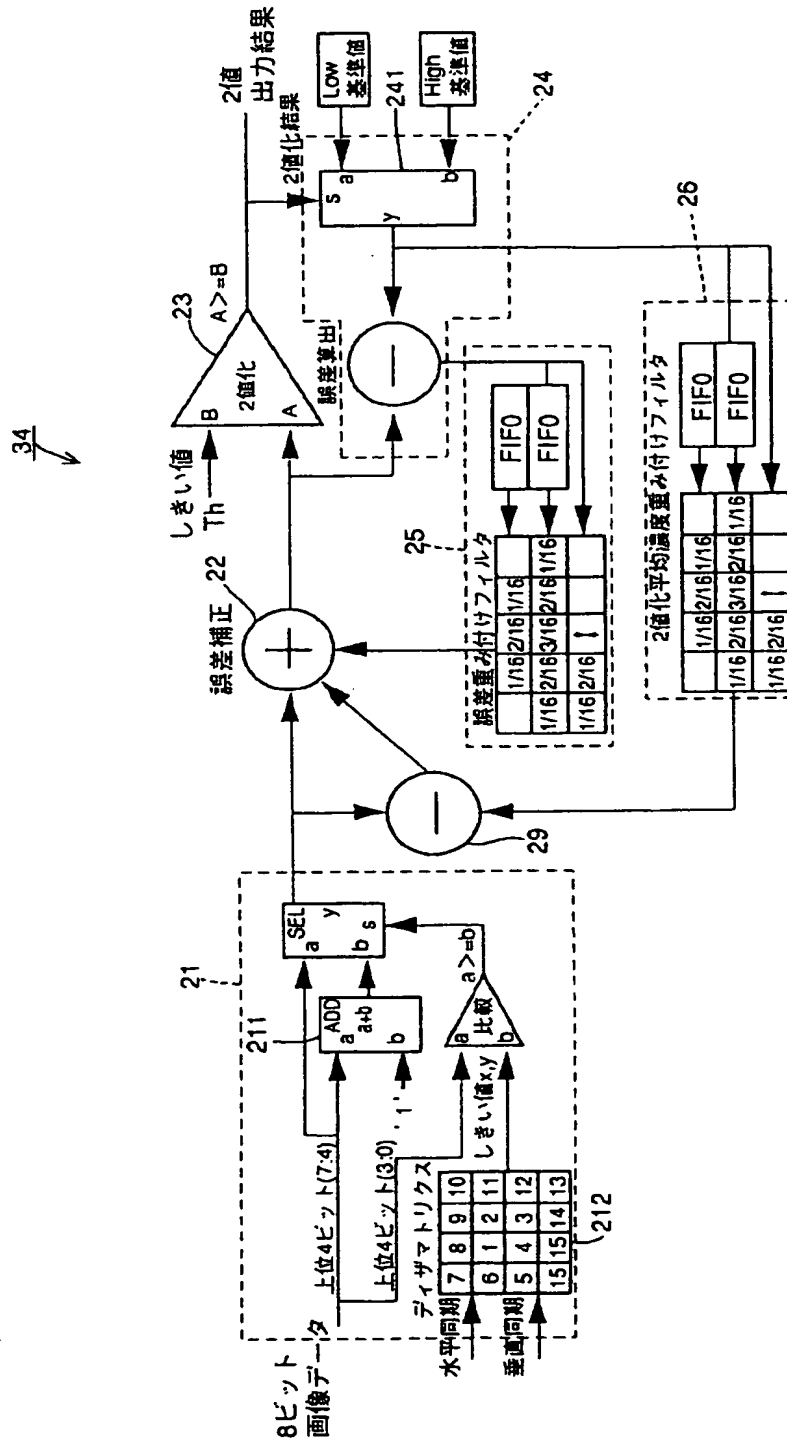 34
8ビット
画像データ
21
上位4ビット(7:4)
211
ADD
a
a+b
b
'1'
SEL
a
y
b
s
上位4ビット(3:0)
ディザマトリクス
しきい値x,y
a
比較
b
a>=b
水平同期
垂直同期
7 8 9 10
6 1 2 11
5 4 3 12
15 15 14 13
212
29
誤差補正
22
しきい値
Th
B
2値化
A
23
A>=B
2値
出力結果
2値化結果
s
a
y
b
241
Low
基準値
High
基準値
24
誤差算出
25
誤差重み付けフィルタ
1/16 2/16 1/16
1/16 2/16 3/16 2/16 1/16
1/16 2/16
FIFO
FIFO
26
2値化平均濃度重み付けフィルタ
1/16 2/16 1/16
1/16 2/16 3/16 2/16 1/16
1/16 2/16
FIFO
FIFO